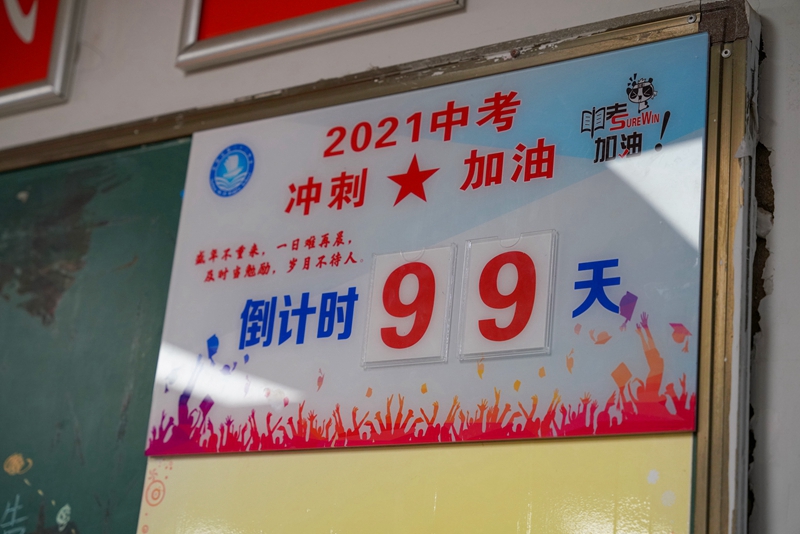 2021中考
冲刺★加油
中考
SUREWIN
加油!
盛年不重来，一日难再晨，
及时当勉励，岁月不待人。
倒计时 99 天
告